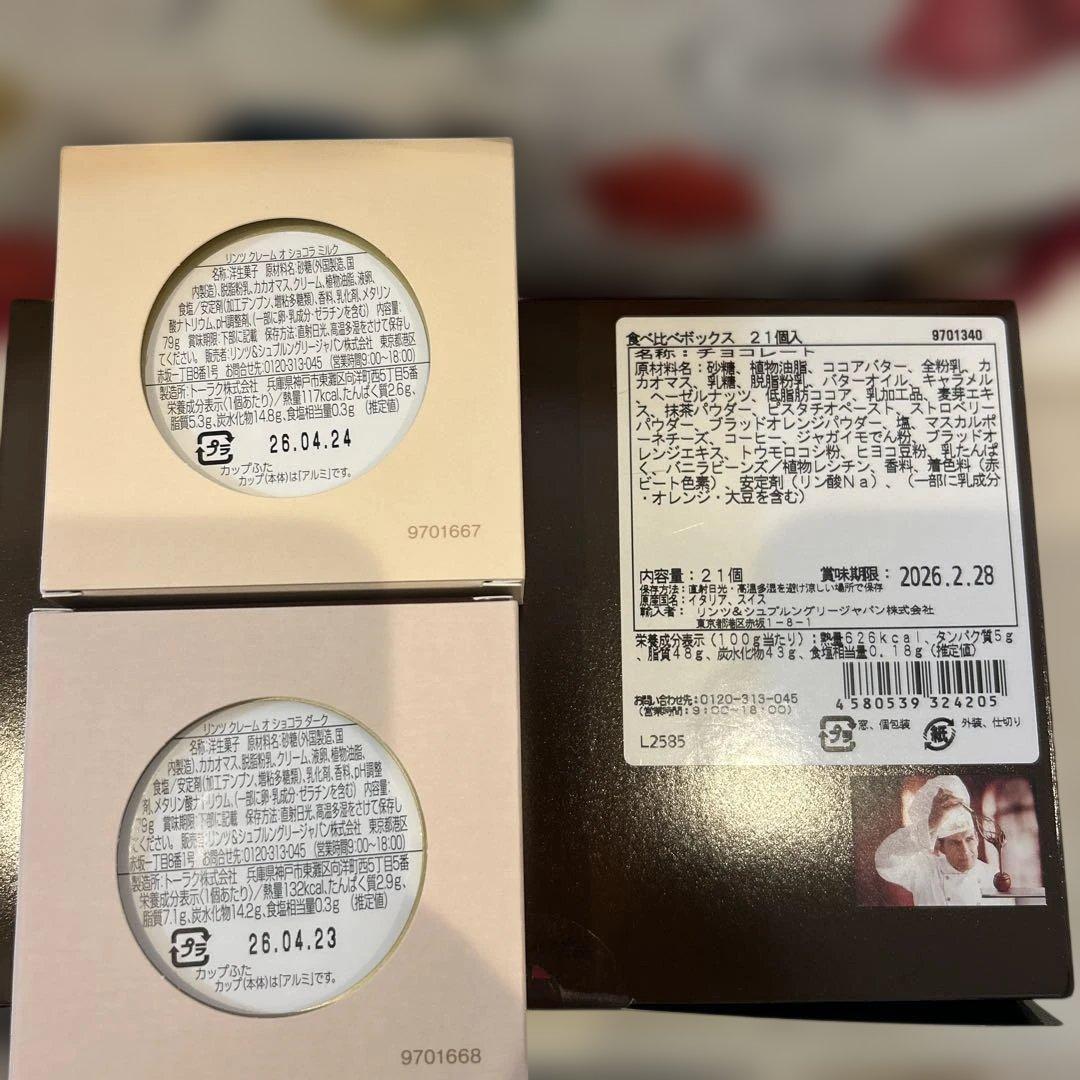 リンツ クレーム オ ショコラ ミルク
名称:洋生菓子 原材料名:砂糖(外国製造、国
内製造)、脱脂粉乳、カカオマス、クリーム、植物油脂、液卵、
食塩/安定剤(加工デンプン、増粘多糖類)、香料、乳化剤、メタリン
酸ナトリウム、pH調整剤、(一部に卵・乳成分・ゼラチンを含む) 内容量:
79g 賞味期限:下部に記載 保存方法:直射日光、高温多湿をさけて保存し
てください。 販売者:リンツ&シュプルングリージャパン株式会社 東京都港区
赤坂一丁目8番1号 お問合せ先:0120-313-045 (営業時間9:00〜18:00)
製造所:トーラク株式会社 兵庫県神戸市東灘区向洋町西5丁目5番
栄養成分表示(1個あたり)/熱量117kcal、たんぱく質2.6g、
脂質5.3g、炭水化物14.8g、食塩相当量0.3g (推定値)
プラ 26.04.24
カップ ふた
カップ(本体)は「アルミ」です。
9701667
リンツ クレーム オ ショコラ ダーク
名称:洋生菓子 原材料名:砂糖(外国製造、国
内製造)、カカオマス、脱脂粉乳、クリーム、液卵、植物油脂、
食塩/安定剤(加工デンプン、増粘多糖類)、乳化剤、香料、pH調整
剤、メタリン酸ナトリウム、(一部に卵・乳成分・ゼラチンを含む) 内容量:
79g 賞味期限:下部に記載 保存方法:直射日光、高温多湿をさけて保存し
てください。 販売者:リンツ&シュプルングリージャパン株式会社 東京都港区
赤坂一丁目8番1号 お問合せ先:0120-313-045 (営業時間9:00〜18:00)
製造所:トーラク株式会社 兵庫県神戸市東灘区向洋町西5丁目5番
栄養成分表示(1個あたり)/熱量132kcal、たんぱく質2.9g、
脂質7.1g、炭水化物14.2g、食塩相当量0.3g (推定値)
プラ 26.04.23
カップ ふた
カップ(本体)は「アルミ」です。
9701668
食べ比べボックス 21個入 9701340
名称:チョコレート
原材料名:砂糖、植物油脂、ココアバター、全粉乳、カ
カオマス、乳糖、脱脂粉乳、バターオイル、キャラメル
、ヘーゼルナッツ、低脂肪ココア、乳加工品、麦芽エキ
ス、抹茶パウダー、ピスタチオペースト、ストロベリー
パウダー、ブラッドオレンジパウダー、塩、マスカルポ
ーネチーズ、コーヒー、ジャガイモでん粉、ブラッドオ
レンジエキス、トウモロコシ粉、ヒヨコ豆粉、乳たんぱ
く、バニラビーンズ/植物レシチン、香料、着色料(赤
ビート色素)、安定剤(リン酸Na)、(一部に乳成分
・オレンジ・大豆を含む)
内容量:21個 賞味期限:2026.2.28
保存方法:直射日光・高温多湿を避け涼しい場所で保存
原産国名:イタリア、スイス
輸入者:リンツ&シュプルングリージャパン株式会社
東京都港区赤坂1-8-1
栄養成分表示(100g当たり):熱量626kcal、タンパク質5g
、脂質48g、炭水化物43g、食塩相当量0.18g(推定値)
お問い合わせ先:0120-313-045
(営業時間:9:00〜18:00)
4 580539 324205
L2585
プラ 窓、個包装
紙 外装、仕切り